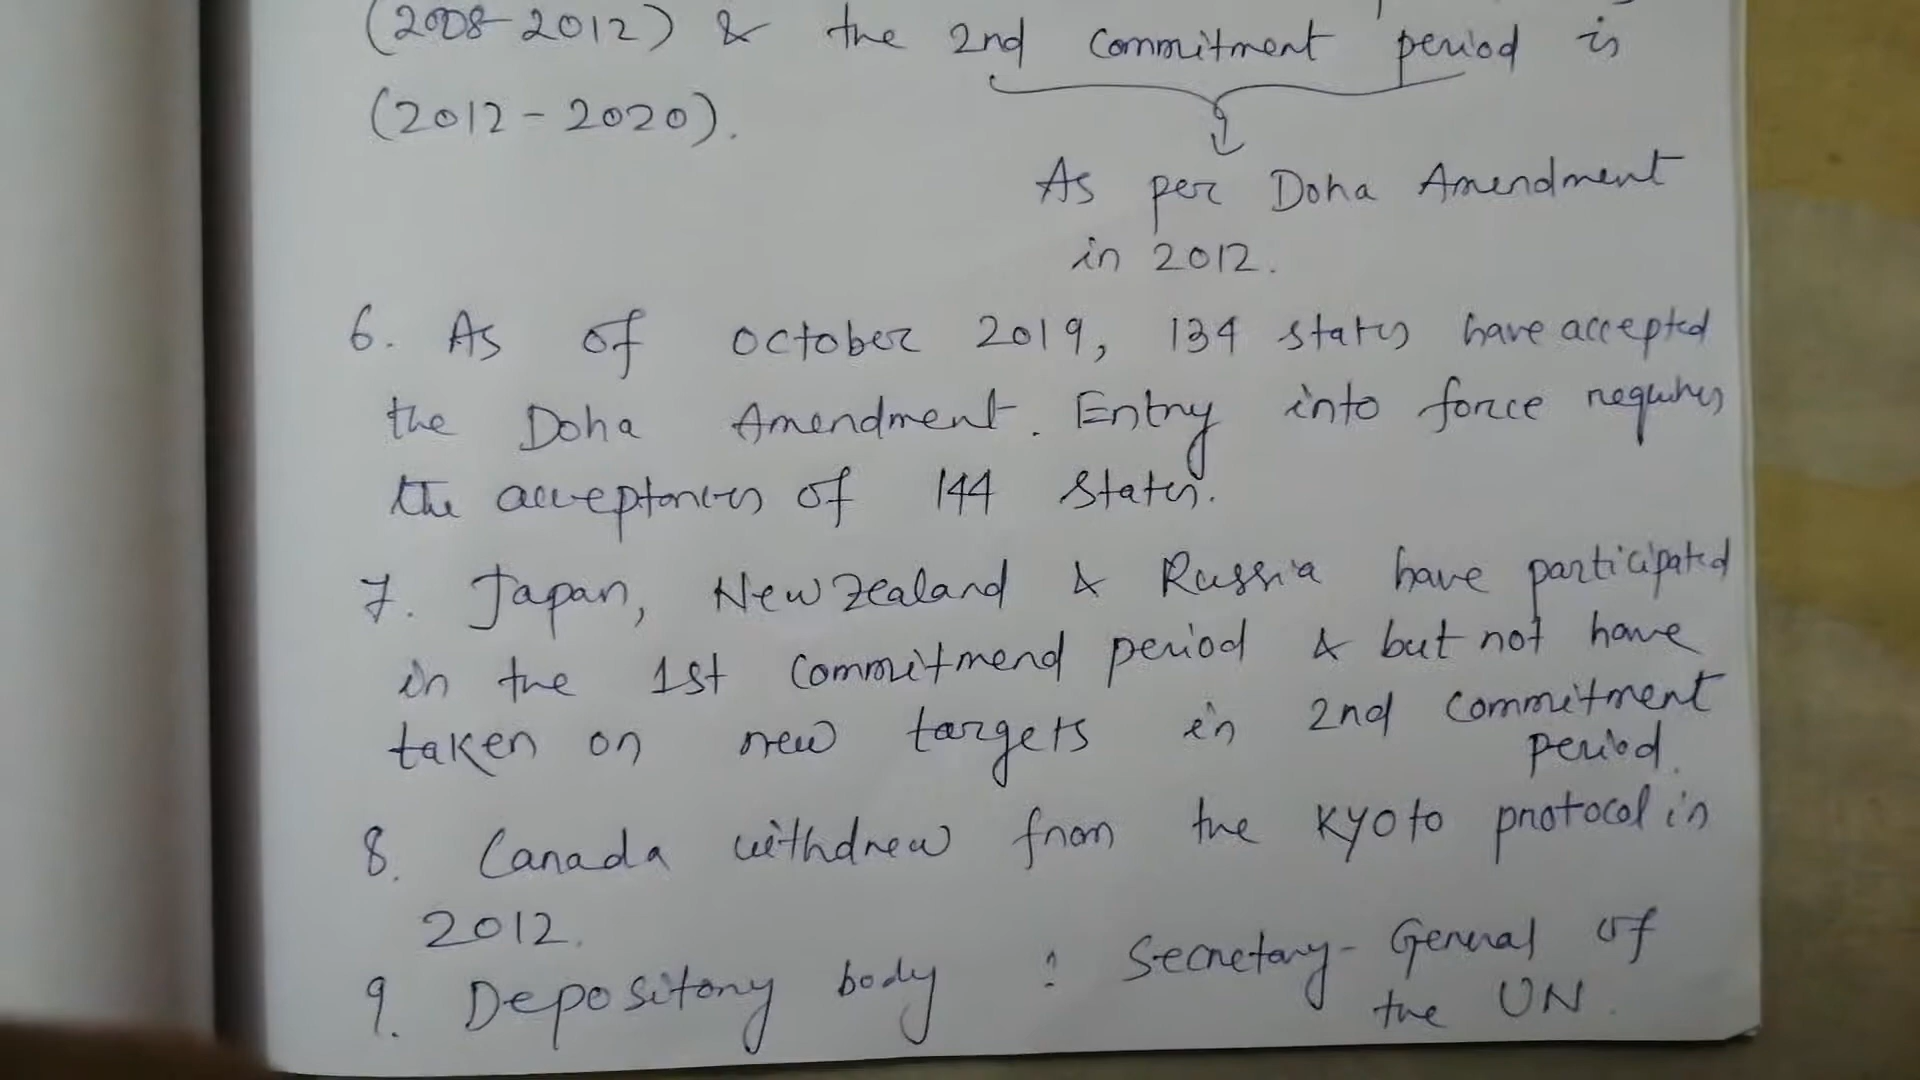 (2008-2012) & the 2nd commitment period is
(2012-2020).
As per Doha Amendment
in 2012.
6. As of october 2019, 134 states have accepted
the Doha Amendment. Entry into force requires
the acceptances of 144 states.
7. Japan, New Zealand & Russia have participated
in the 1st commitmend period & but not have
taken on new targets in 2nd commitment
period.
8. Canada withdrew from the Kyoto protocol in
2012.
9. Depository body : Secretary-General of
the UN.